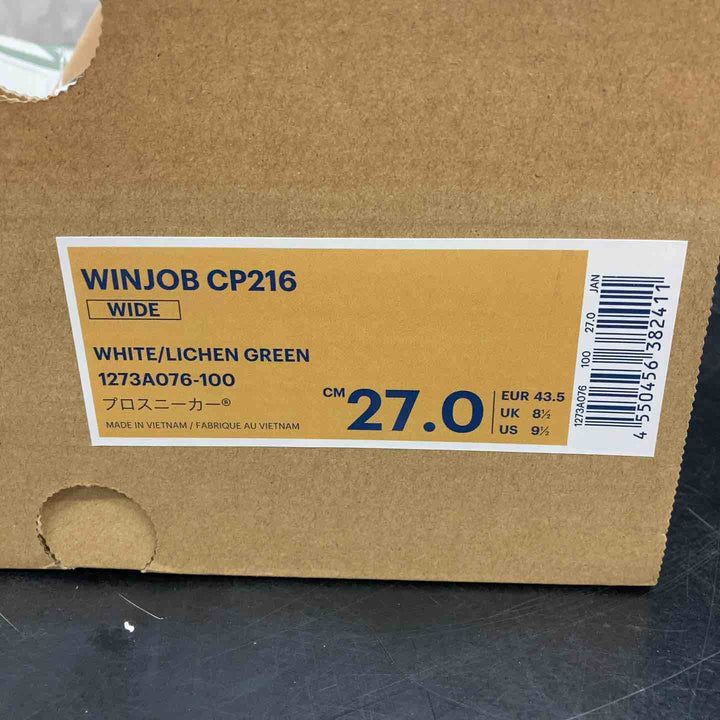 WINJOB CP216
WIDE
WHITE/LICHEN GREEN
1273A076-100
プロスニーカー®
MADE IN VIETNAM / FABRIQUE AU VIETNAM
CM 27.0
EUR 43.5
UK 8½
US 9½
1273A076 100 27.0 JAN
4 550456 382411